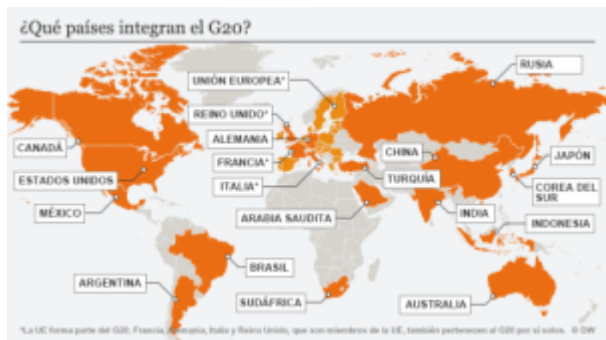 ¿Qué países integran el G20?
RUSIA
UNIÓN EUROPEA*
REINO UNIDO*
ALEMANIA
CANADÁ
CHINA
JAPÓN
FRANCIA*
ESTADOS UNIDOS
TURQUÍA
ITALIA*
COREA DEL
SUR
MÉXICO
ARABIA SAUDITA
INDIA
INDONESIA
BRASIL
ARGENTINA
SUDÁFRICA
AUSTRALIA
*La UE forma parte del G20; Francia, Alemania, Italia y Reino Unido, que son miembros de la UE, también pertenecen al G20 por sí solos. © DW